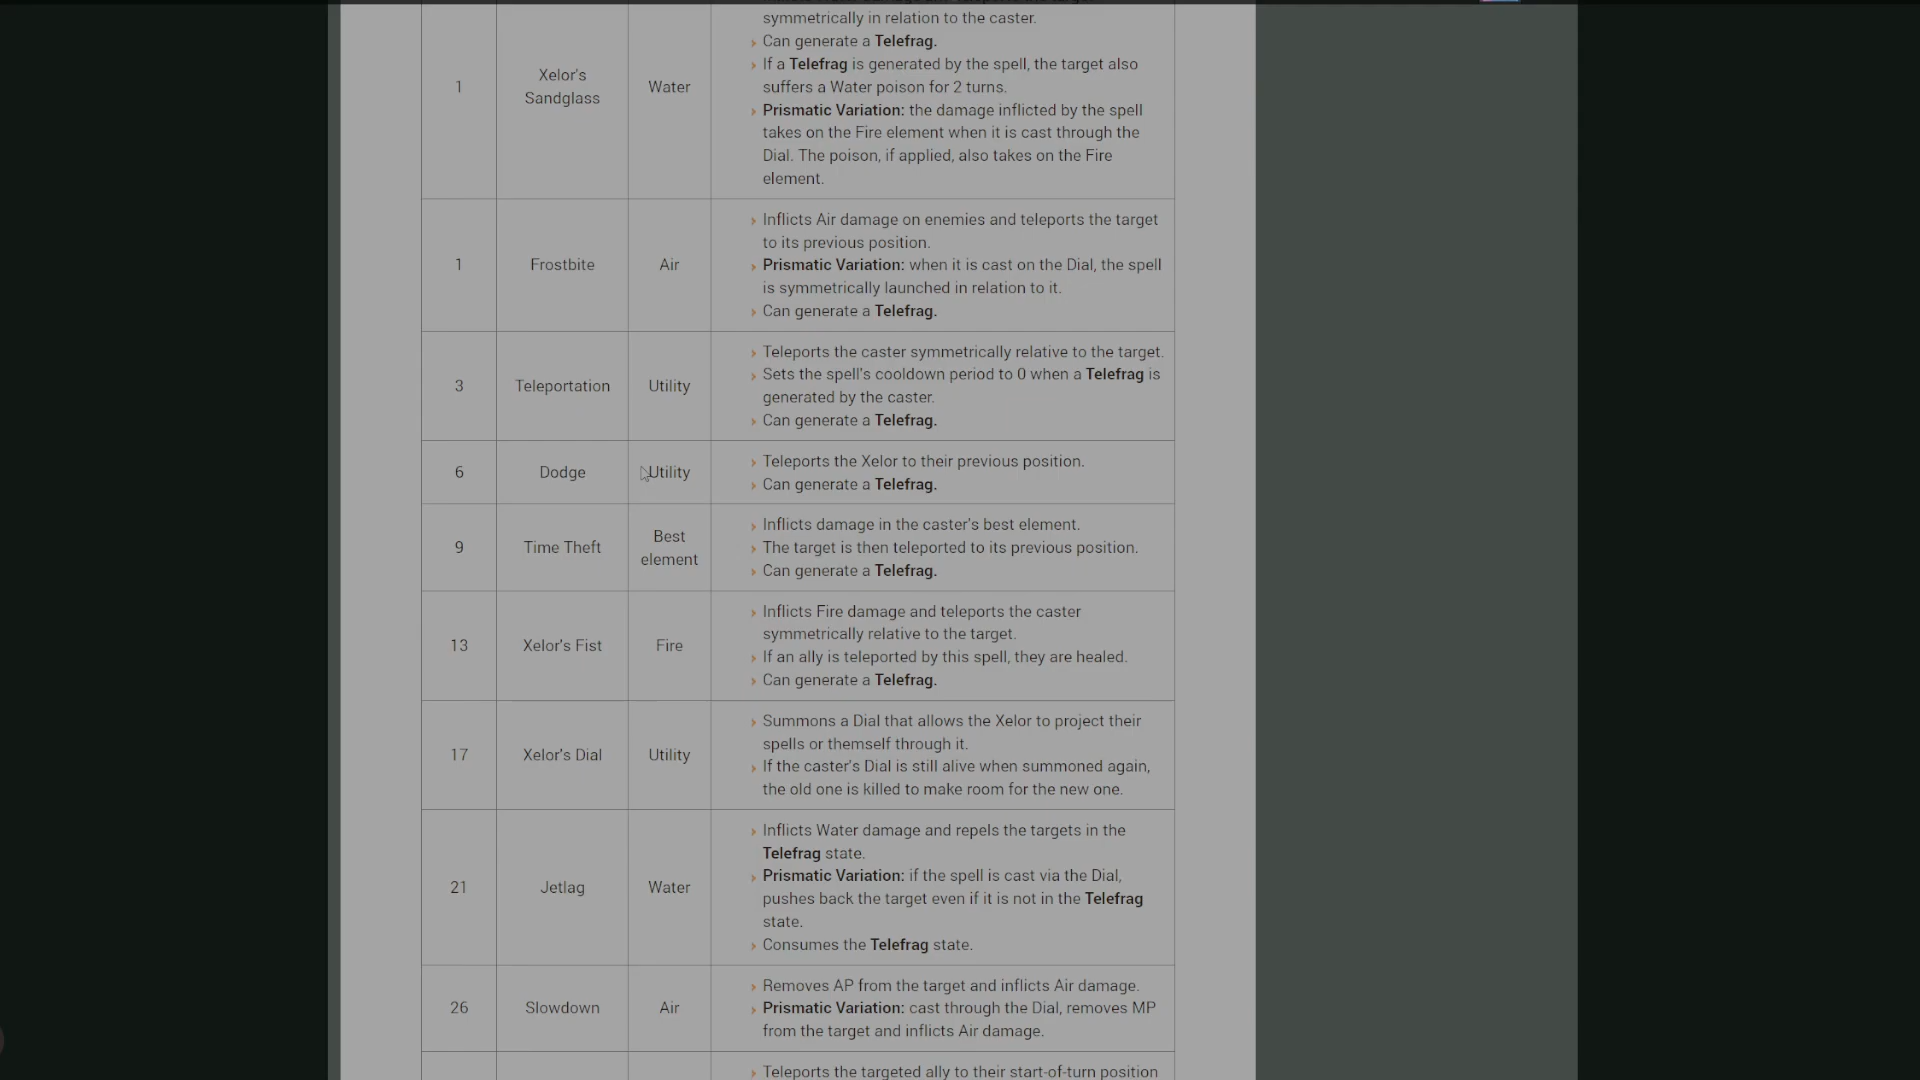 symmetrically in relation to the caster.
Can generate a Telefrag.
If a Telefrag is generated by the spell, the target also
suffers a Water poison for 2 turns.
1
Xelor's
Sandglass
Water
Prismatic Variation: the damage inflicted by the spell
takes on the Fire element when it is cast through the
Dial. The poison, if applied, also takes on the Fire
element.
1
Frostbite
Air
Inflicts Air damage on enemies and teleports the target
to its previous position.
Prismatic Variation: when it is cast on the Dial, the spell
is symmetrically launched in relation to it.
Can generate a Telefrag.
3
Teleportation
Utility
Teleports the caster symmetrically relative to the target.
Sets the spell's cooldown period to 0 when a Telefrag is
generated by the caster.
Can generate a Telefrag.
6
Dodge
Utility
Teleports the Xelor to their previous position.
Can generate a Telefrag.
9
Time Theft
Best
element
Inflicts damage in the caster's best element.
The target is then teleported to its previous position.
Can generate a Telefrag.
13
Xelor's Fist
Fire
Inflicts Fire damage and teleports the caster
symmetrically relative to the target.
If an ally is teleported by this spell, they are healed.
Can generate a Telefrag.
17
Xelor's Dial
Utility
Summons a Dial that allows the Xelor to project their
spells or themself through it.
If the caster's Dial is still alive when summoned again,
the old one is killed to make room for the new one.
21
Jetlag
Water
Inflicts Water damage and repels the targets in the
Telefrag state.
Prismatic Variation: if the spell is cast via the Dial,
pushes back the target even if it is not in the Telefrag
state.
Consumes the Telefrag state.
26
Slowdown
Air
Removes AP from the target and inflicts Air damage.
Prismatic Variation: cast through the Dial, removes MP
from the target and inflicts Air damage.
Teleports the targeted ally to their start-of-turn position